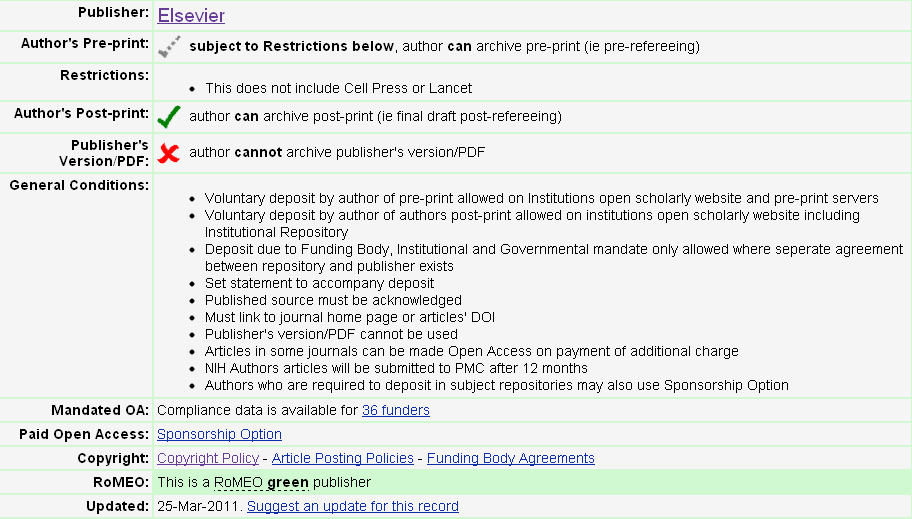 Publisher: Elsevier
Author's Pre-print: subject to Restrictions below, author can archive pre-print (ie pre-refereeing)
Restrictions:
• This does not include Cell Press or Lancet
Author's Post-print: author can archive post-print (ie final draft post-refereeing)
Publisher's
Version/PDF: author cannot archive publisher's version/PDF
General Conditions:
• Voluntary deposit by author of pre-print allowed on Institutions open scholarly website and pre-print servers
• Voluntary deposit by author of authors post-print allowed on institutions open scholarly website including
Institutional Repository
• Deposit due to Funding Body, Institutional and Governmental mandate only allowed where seperate agreement
between repository and publisher exists
• Set statement to accompany deposit
• Published source must be acknowledged
• Must link to journal home page or articles' DOI
• Publisher's version/PDF cannot be used
• Articles in some journals can be made Open Access on payment of additional charge
• NIH Authors articles will be submitted to PMC after 12 months
• Authors who are required to deposit in subject repositories may also use Sponsorship Option
Mandated OA: Compliance data is available for 36 funders
Paid Open Access: Sponsorship Option
Copyright: Copyright Policy - Article Posting Policies - Funding Body Agreements
RoMEO: This is a RoMEO green publisher
Updated: 25-Mar-2011. Suggest an update for this record